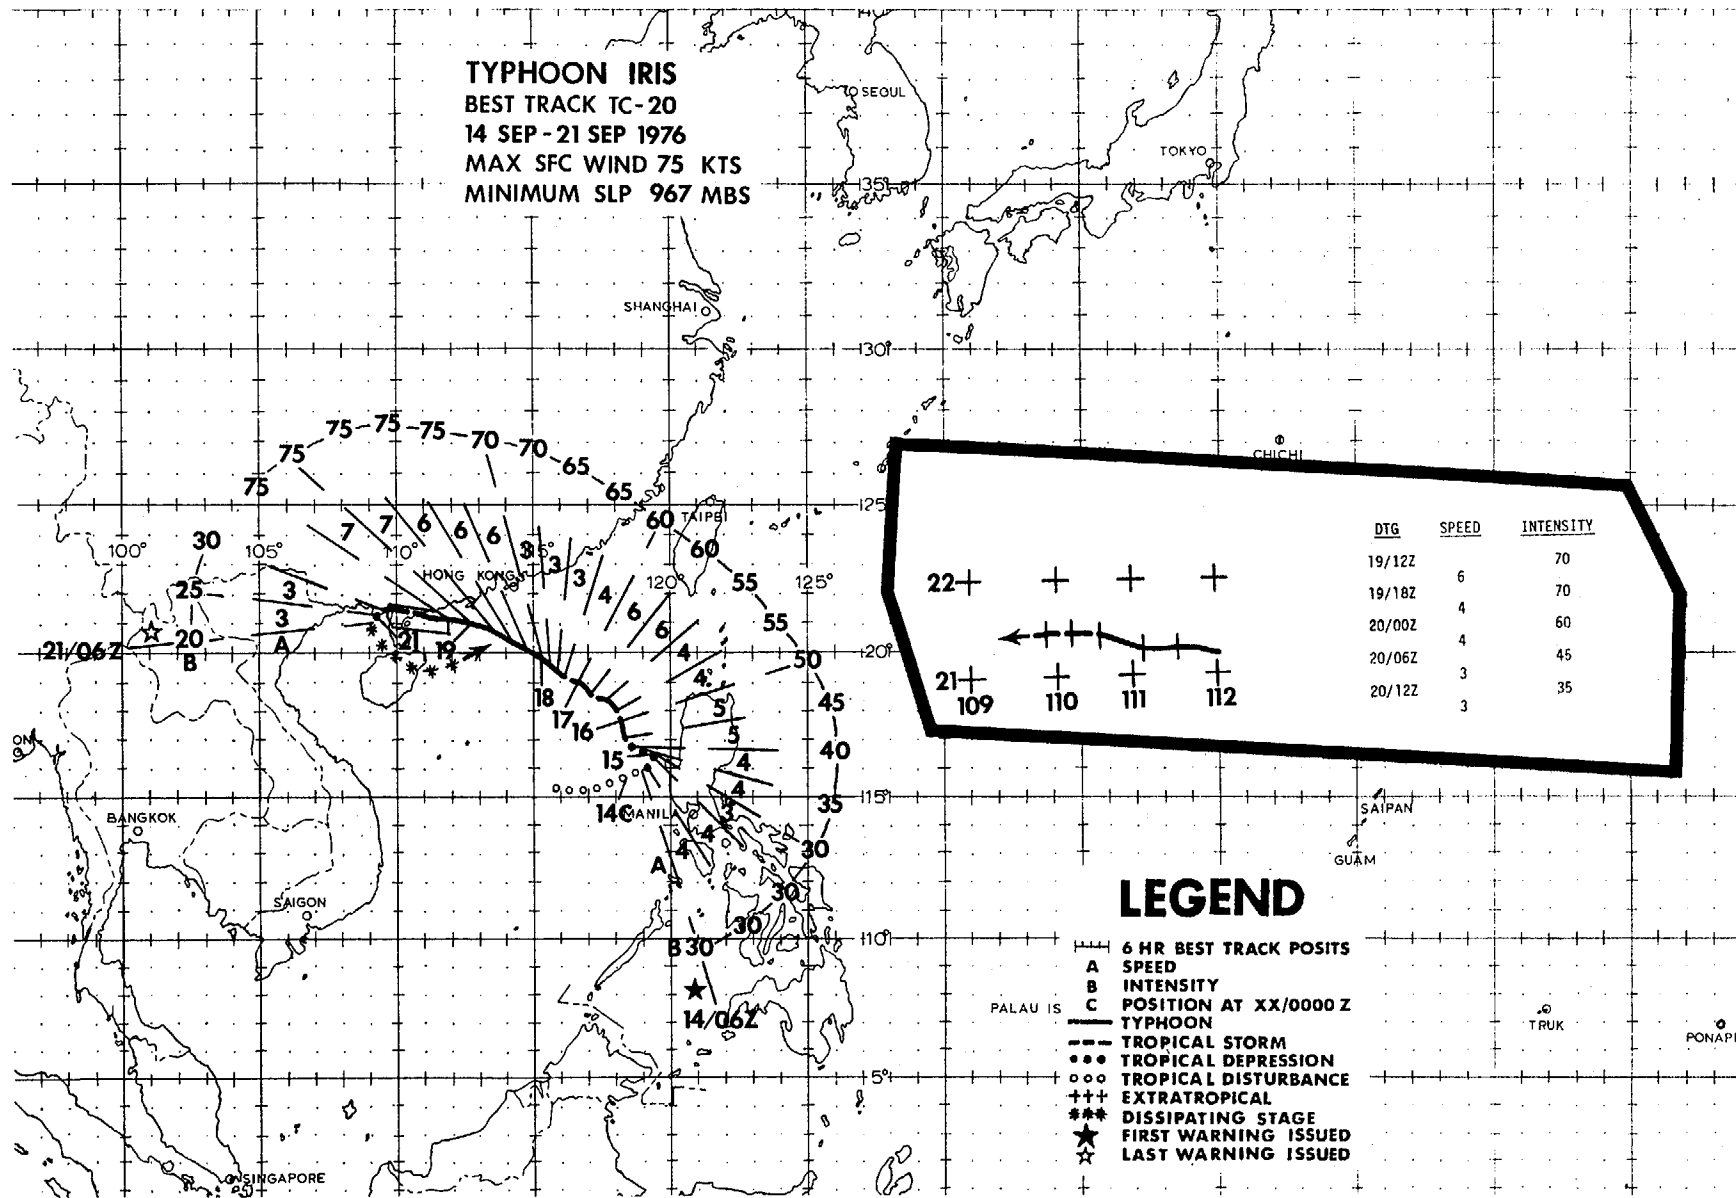 TYPHOON IRIS
BEST TRACK TC-20
14 SEP-21 SEP 1976
MAX SFC WIND 75 KTS
MINIMUM SLP 967 MBS
SEOUL
TOKYO
35°
SHANGHAI
30°
CHICHI
75 75 75 75 75 70 70 65 65 60 60 55 55 50 45 40 35 30 30 30 30
25°
TAIPEI
7 7 6 6 6 3 3 3 4 6 6 4 4 5 5 4 4 3 4 4
100° 105° 110° 115° 120° 125°
HONG KONG
30
25
20
B
3
3
A
21/06Z
21
19
18
17
16
15
14C
20°
15°
MANILA
BANGKOK
SAIGON
A
B
14/06Z
10°
5°
SINGAPORE
DTG SPEED INTENSITY
19/12Z 70
6
19/18Z 70
4
20/00Z 60
4
20/06Z 45
3
20/12Z 35
3
22
21
109 110 111 112
SAIPAN
GUAM
PALAU IS
TRUK
LEGEND
6 HR BEST TRACK POSITS
A SPEED
B INTENSITY
C POSITION AT XX/0000 Z
TYPHOON
TROPICAL STORM
TROPICAL DEPRESSION
TROPICAL DISTURBANCE
EXTRATROPICAL
DISSIPATING STAGE
FIRST WARNING ISSUED
LAST WARNING ISSUED